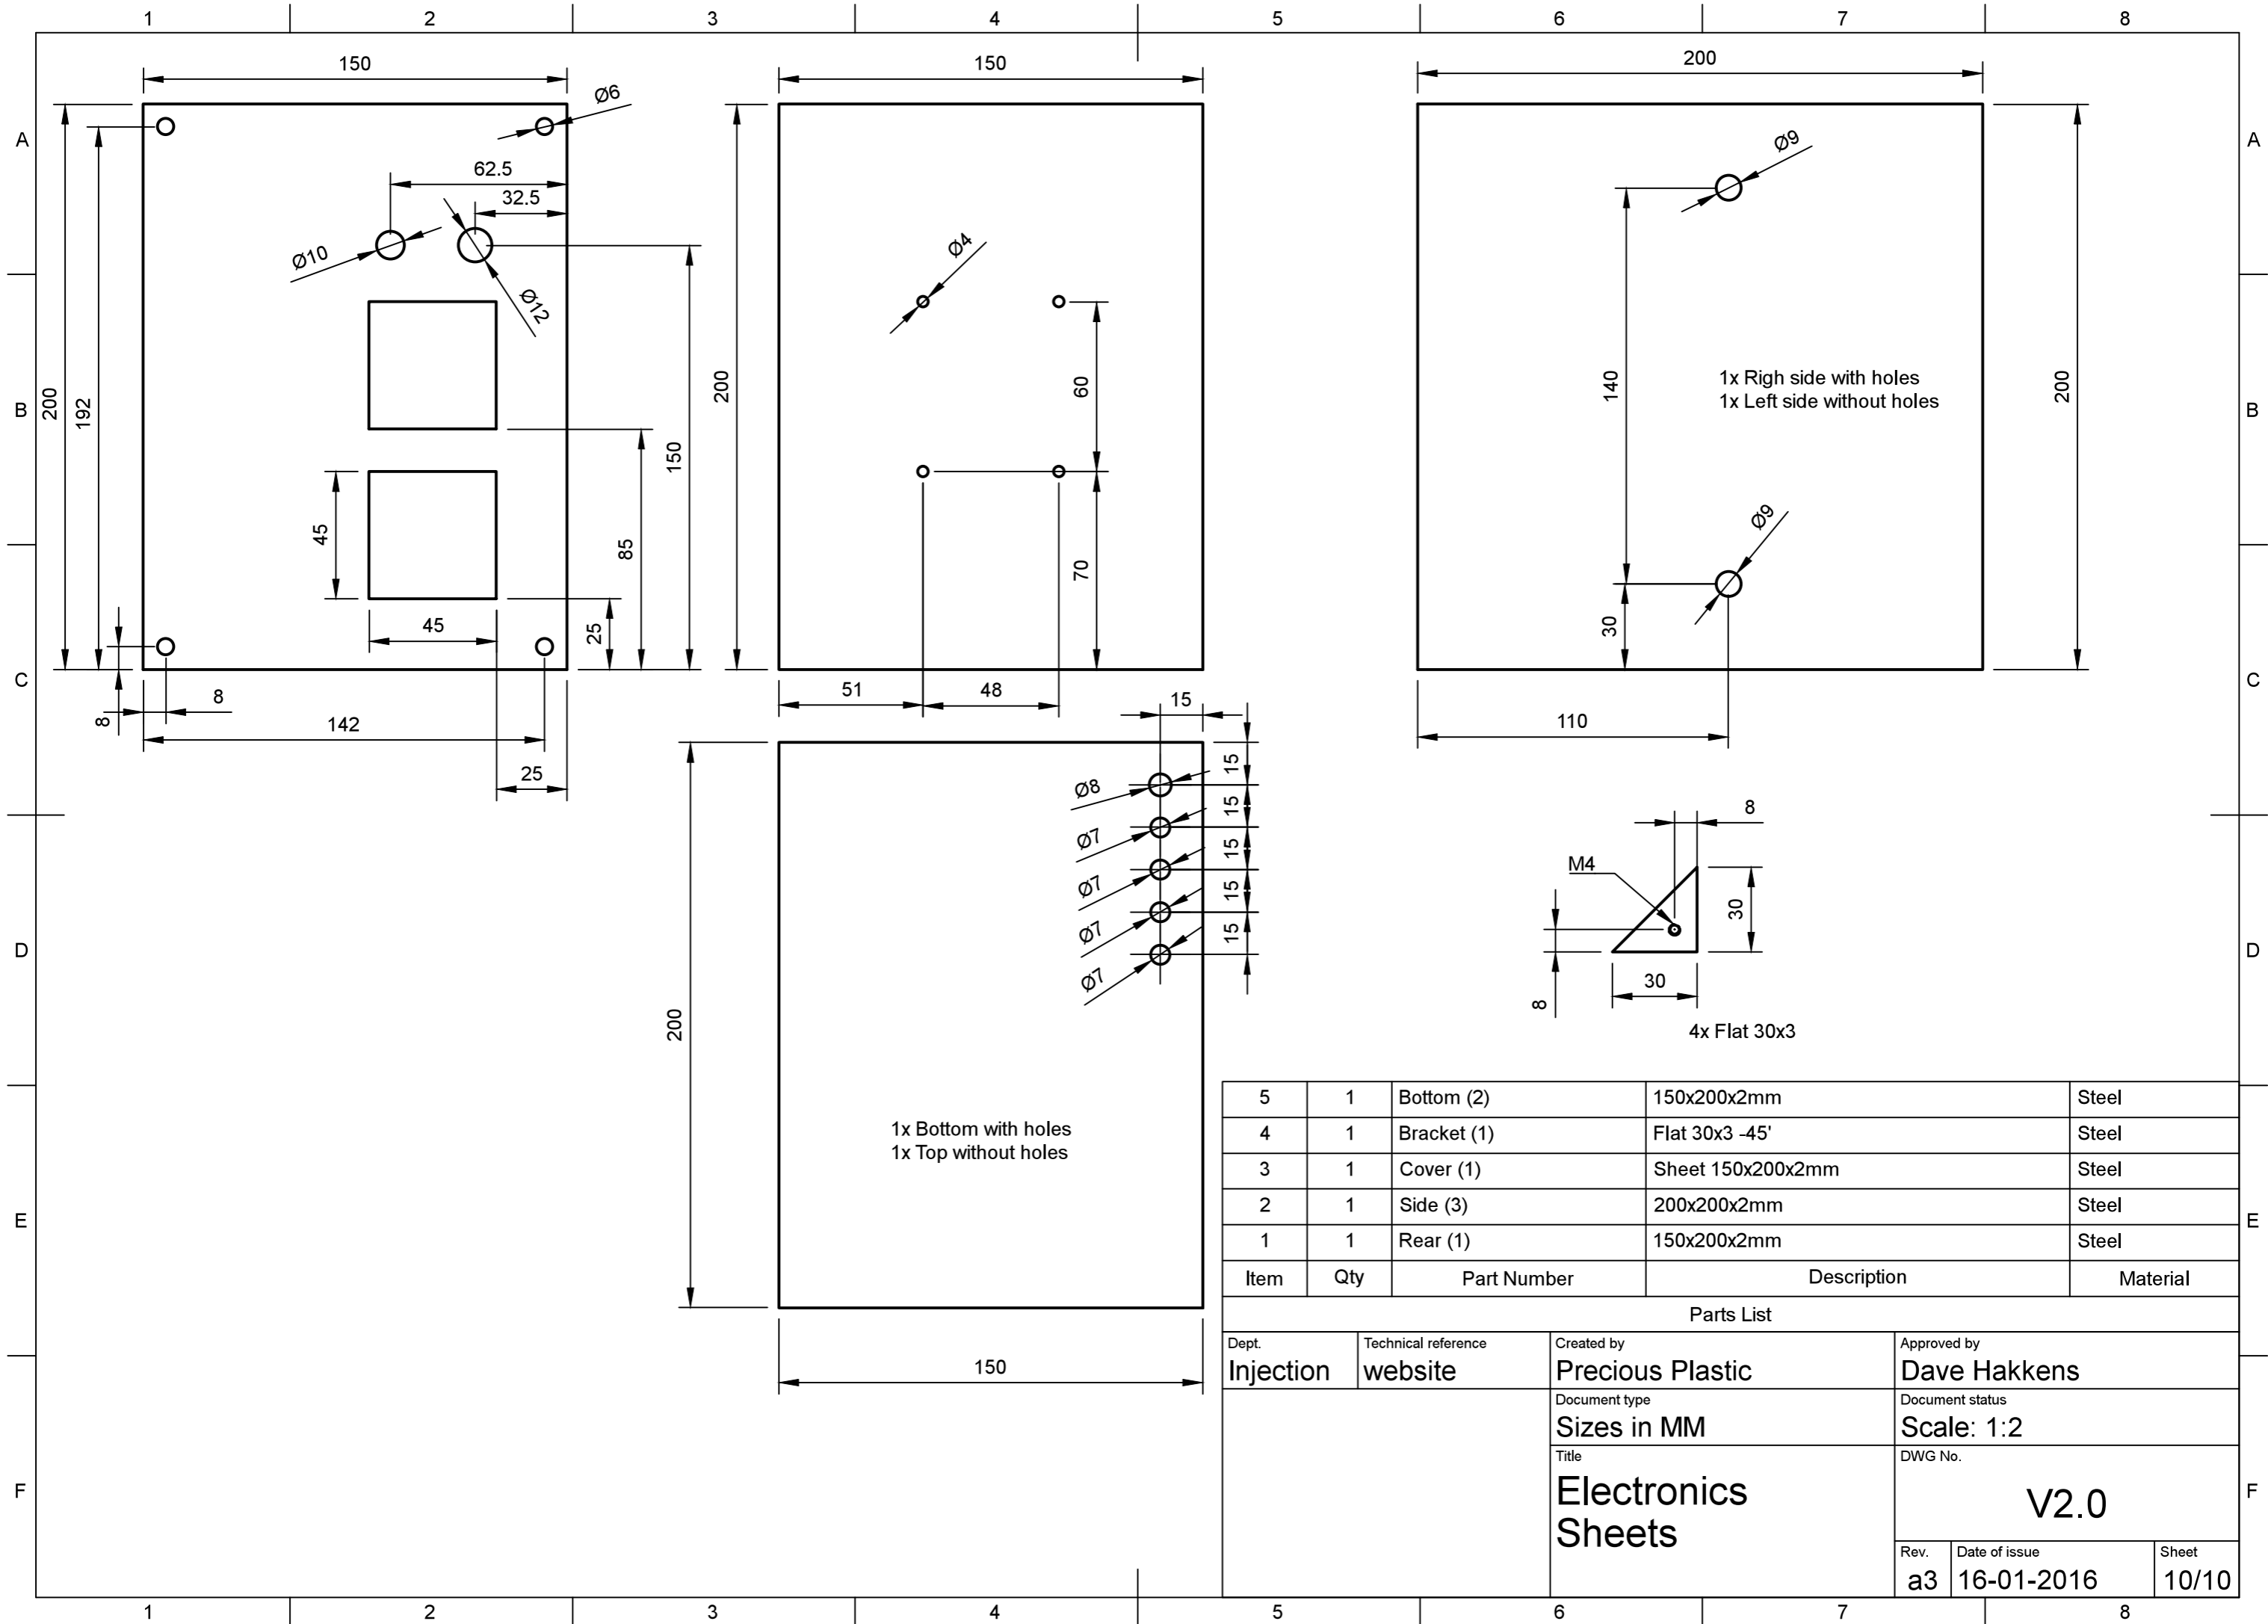 1 2 3 4 5 6 7 8
A
B
C
D
E
F
A
B
C
D
E
F
150
Ø6
62.5
32.5
Ø10
Ø12
200
192
150
45
85
45
25
8
8
142
25
150
Ø4
200
60
70
51
48
200
Ø9
140
1x Righ side with holes
1x Left side without holes
200
Ø9
30
110
15
15
Ø8
15
Ø7
15
Ø7
15
Ø7
15
Ø7
200
1x Bottom with holes
1x Top without holes
150
8
M4
30
8
30
4x Flat 30x3
5 1 Bottom (2) 150x200x2mm Steel
4 1 Bracket (1) Flat 30x3 -45' Steel
3 1 Cover (1) Sheet 150x200x2mm Steel
2 1 Side (3) 200x200x2mm Steel
1 1 Rear (1) 150x200x2mm Steel
Item Qty Part Number Description Material
Parts List
Dept. Technical reference Created by Approved by
Injection website Precious Plastic Dave Hakkens
Document type Document status
Sizes in MM Scale: 1:2
Title DWG No.
Electronics
Sheets
V2.0
Rev. Date of issue Sheet
a3 16-01-2016 10/10
1 2 3 4 5 6 7 8